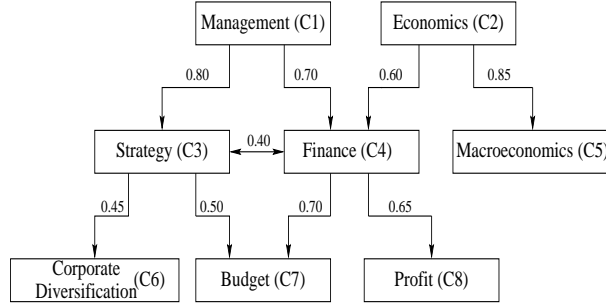 Management (C1)
Economics (C2)
0.80
0.70
0.60
0.85
Strategy (C3)
0.40
Finance (C4)
Macroeconomics (C5)
0.45
0.50
0.70
0.65
Corporate
Diversification (C6)
Budget (C7)
Profit (C8)